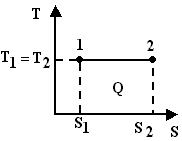 T
1 2
T1 = T2
Q
S1 S2 S